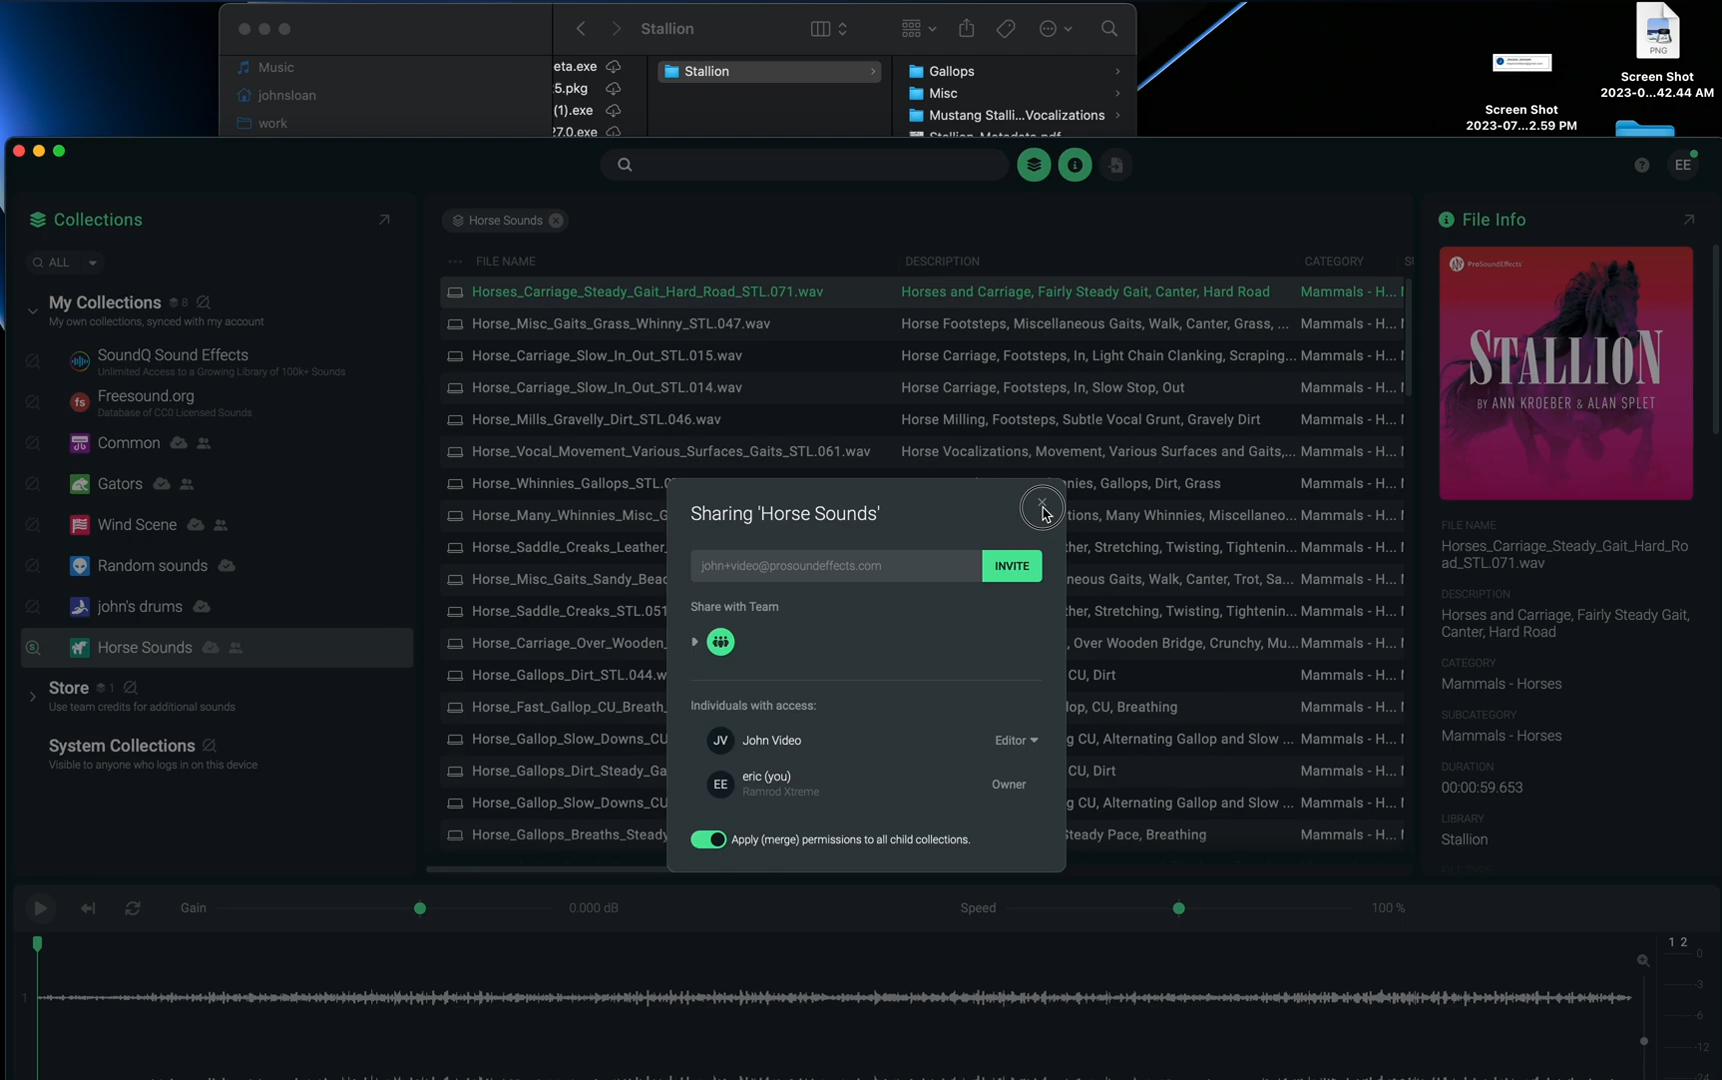 Stallion
Music
johnsloan
work
eta.exe
5.pkg
(1).exe
27.0.exe
Stallion
Gallops
Misc
Mustang Stalli...Vocalizations
Stallion_Metadata.pdf
PNG
Screen Shot
2023-0...42.44 AM
Screen Shot
2023-07...2.59 PM
EE
Collections
ALL
My Collections 8
My own collections, synced with my account
SoundQ Sound Effects
Unlimited Access to a Growing Library of 100k+ Sounds
fs
Freesound.org
Database of CC0 Licensed Sounds
Common
Gators
Wind Scene
Random sounds
john's drums
Horse Sounds
Store 1
Use team credits for additional sounds
System Collections
Visible to anyone who logs in on this device
Horse Sounds
FILE NAME DESCRIPTION CATEGORY
Horses_Carriage_Steady_Gait_Hard_Road_STL.071.wav Horses and Carriage, Fairly Steady Gait, Canter, Hard Road Mammals - H...
Horse_Misc_Gaits_Grass_Whinny_STL.047.wav Horse Footsteps, Miscellaneous Gaits, Walk, Canter, Grass, ... Mammals - H...
Horse_Carriage_Slow_In_Out_STL.015.wav Horse Carriage, Footsteps, In, Light Chain Clanking, Scraping... Mammals - H...
Horse_Carriage_Slow_In_Out_STL.014.wav Horse Carriage, Footsteps, In, Slow Stop, Out Mammals - H...
Horse_Mills_Gravelly_Dirt_STL.046.wav Horse Milling, Footsteps, Subtle Vocal Grunt, Gravely Dirt Mammals - H...
Horse_Vocal_Movement_Various_Surfaces_Gaits_STL.061.wav Horse Vocalizations, Movement, Various Surfaces and Gaits,... Mammals - H...
Horse_Whinnies_Gallops_STL.0 nies, Gallops, Dirt, Grass Mammals - H...
Horse_Many_Whinnies_Misc_G tions, Many Whinnies, Miscellaneo... Mammals - H...
Horse_Saddle_Creaks_Leather_ her, Stretching, Twisting, Tightenin... Mammals - H...
Horse_Misc_Gaits_Sandy_Beac neous Gaits, Walk, Canter, Trot, Sa... Mammals - H...
Horse_Saddle_Creaks_STL.051 her, Stretching, Twisting, Tightenin... Mammals - H...
Horse_Carriage_Over_Wooden_ , Over Wooden Bridge, Crunchy, Mu... Mammals - H...
Horse_Gallops_Dirt_STL.044.w CU, Dirt Mammals - H...
Horse_Fast_Gallop_CU_Breath_ lop, CU, Breathing Mammals - H...
Horse_Gallop_Slow_Downs_CU g CU, Alternating Gallop and Slow ... Mammals - H...
Horse_Gallops_Dirt_Steady_Ga CU, Dirt Mammals - H...
Horse_Gallop_Slow_Downs_CU g CU, Alternating Gallop and Slow ... Mammals - H...
Horse_Gallops_Breaths_Steady Steady Pace, Breathing Mammals - H...
Sharing 'Horse Sounds'
john+video@prosoundeffects.com INVITE
Share with Team
Individuals with access:
JV John Video Editor
EE eric (you) Owner
Ramrod Xtreme
Apply (merge) permissions to all child collections.
File Info
ProSoundEffects
STALLION
BY ANN KROEBER & ALAN SPLET
FILE NAME
Horses_Carriage_Steady_Gait_Hard_Ro
ad_STL.071.wav
DESCRIPTION
Horses and Carriage, Fairly Steady Gait,
Canter, Hard Road
CATEGORY
Mammals - Horses
SUBCATEGORY
Mammals - Horses
DURATION
00:00:59.653
LIBRARY
Stallion
Gain 0.000 dB Speed 100 %
1 2
0
-3
1
-6
-12